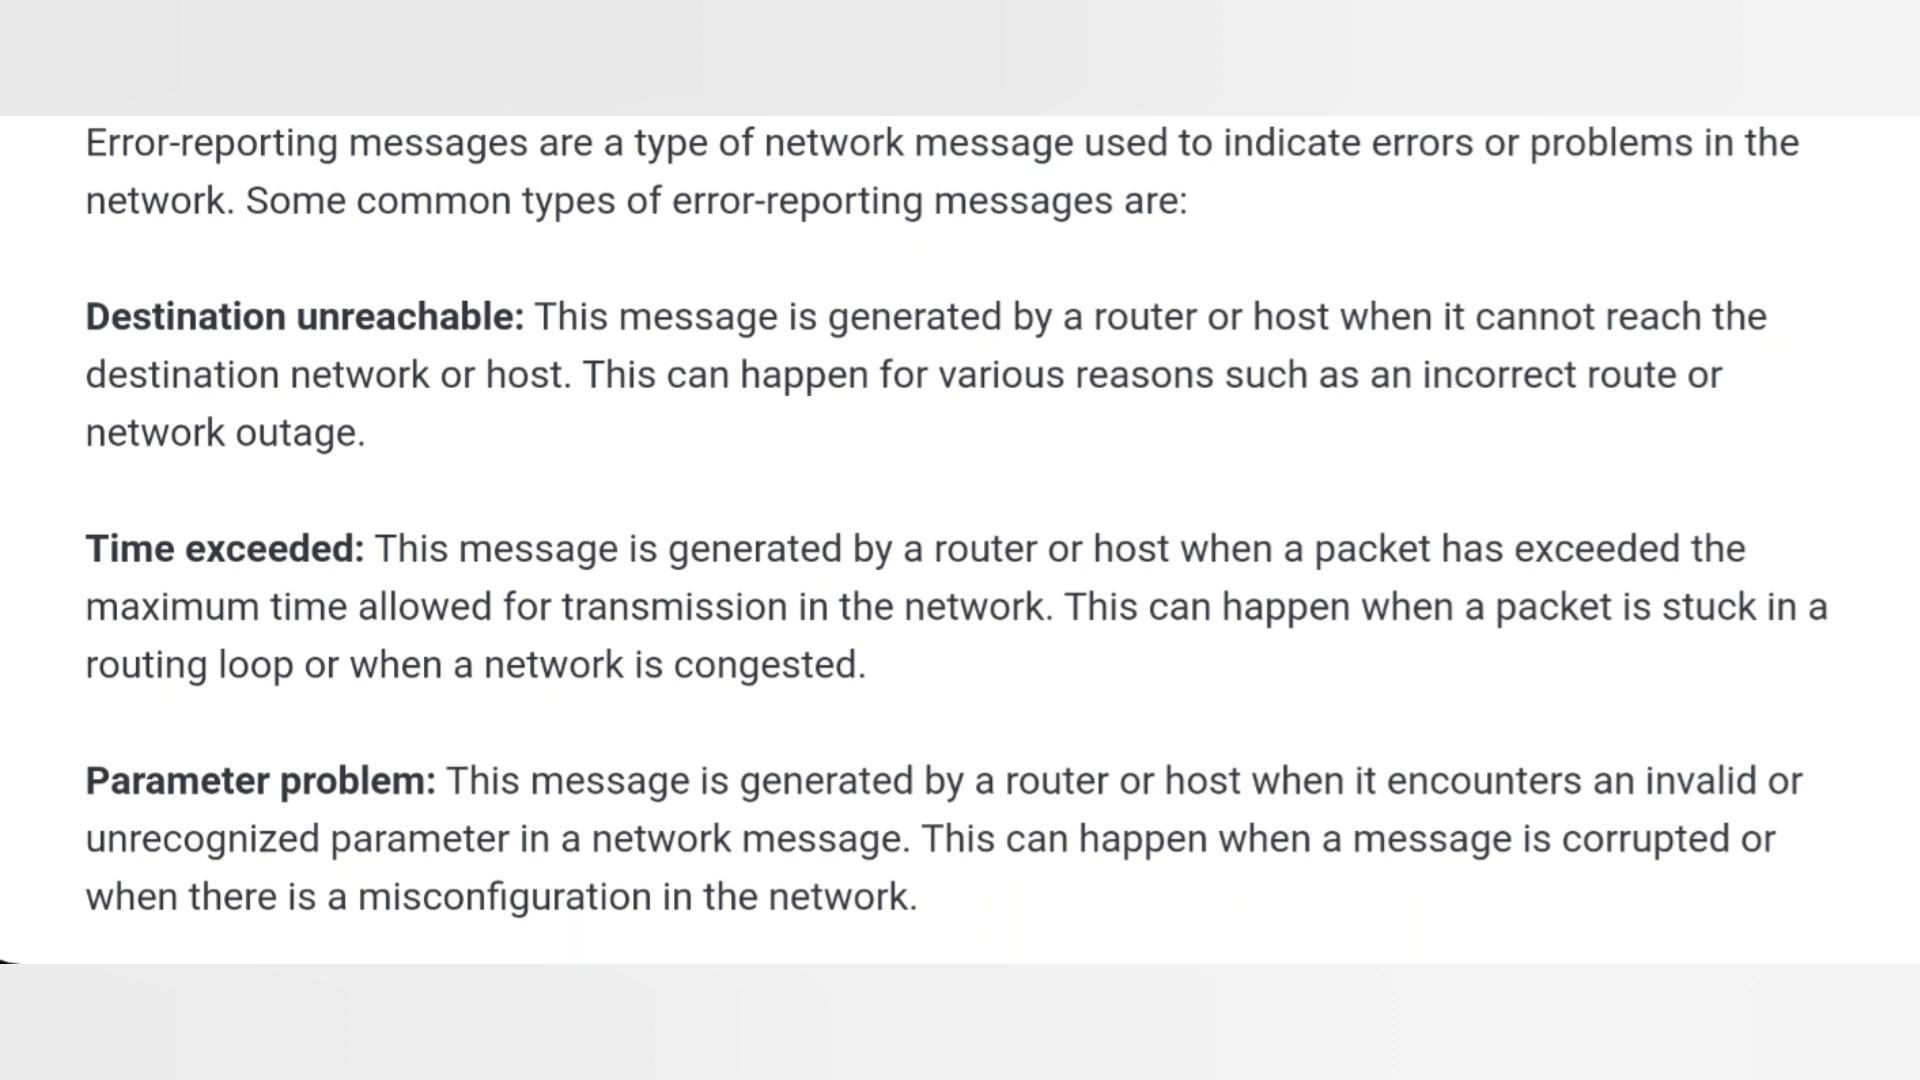 Error-reporting messages are a type of network message used to indicate errors or problems in the
network. Some common types of error-reporting messages are:
Destination unreachable: This message is generated by a router or host when it cannot reach the
destination network or host. This can happen for various reasons such as an incorrect route or
network outage.
Time exceeded: This message is generated by a router or host when a packet has exceeded the
maximum time allowed for transmission in the network. This can happen when a packet is stuck in a
routing loop or when a network is congested.
Parameter problem: This message is generated by a router or host when it encounters an invalid or
unrecognized parameter in a network message. This can happen when a message is corrupted or
when there is a misconfiguration in the network.